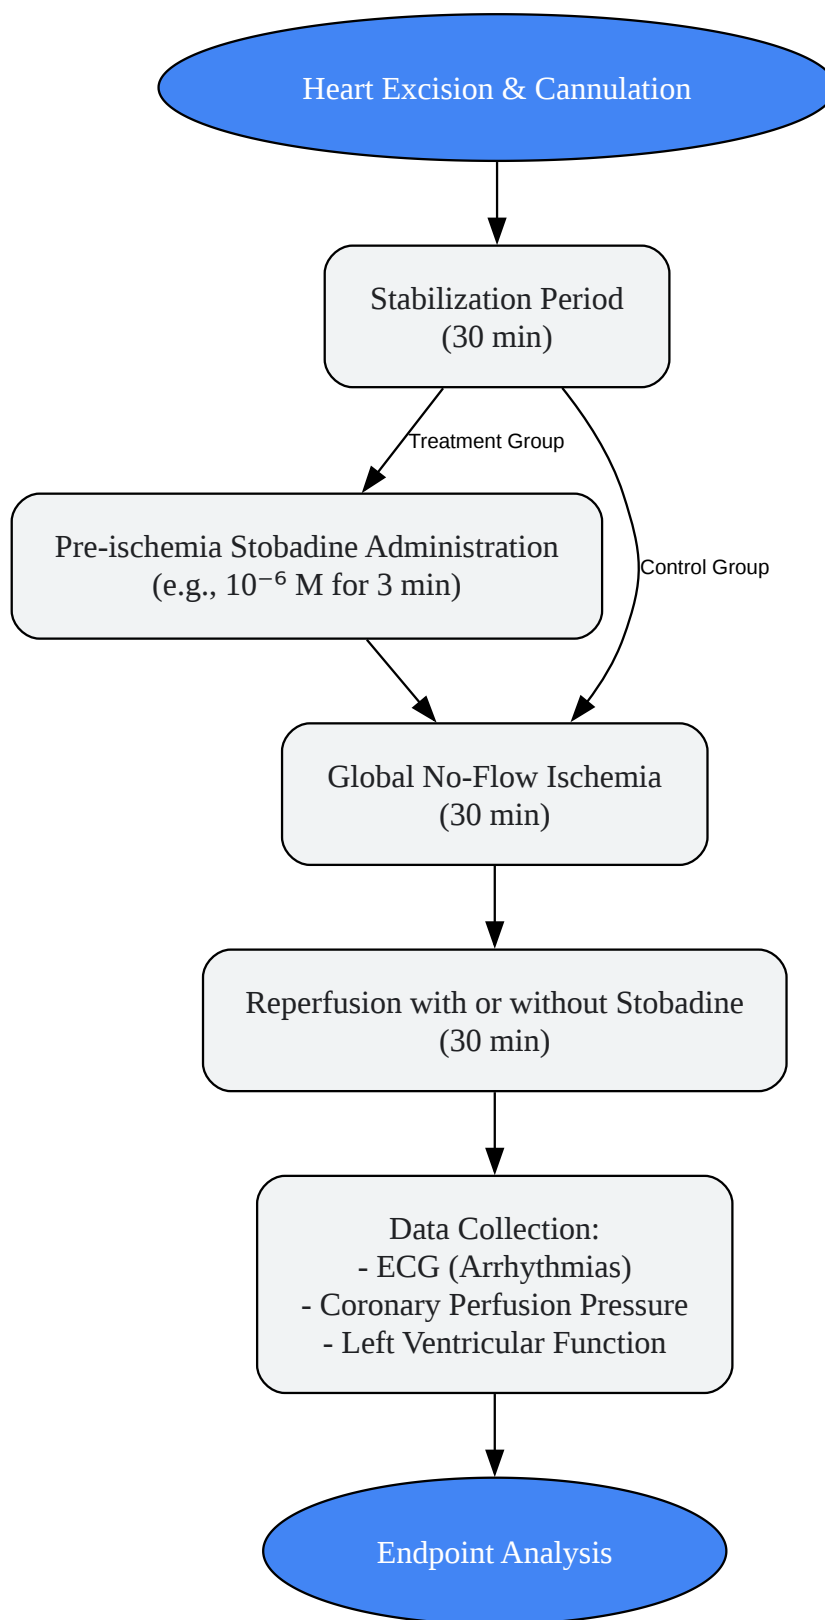 Heart Excision & Cannulation
Stabilization Period
(30 min)
Treatment Group
Pre-ischemia Stobadine Administration
(e.g., 10⁻⁶ M for 3 min)
Control Group
Global No-Flow Ischemia
(30 min)
Reperfusion with or without Stobadine
(30 min)
Data Collection:
- ECG (Arrhythmias)
- Coronary Perfusion Pressure
- Left Ventricular Function
Endpoint Analysis